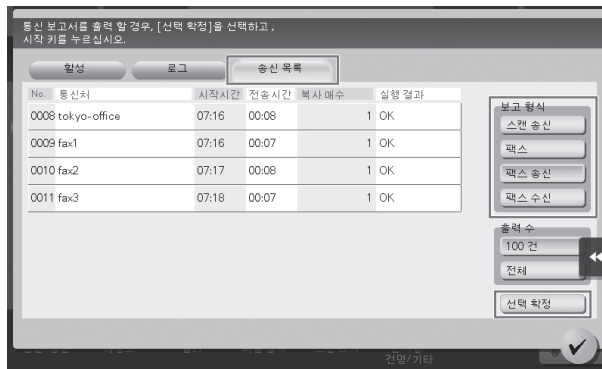 통신 보고서를 출력 할 경우, [선택 확정]을 선택하고,
시작 키를 누르십시오.
활성 로그 송신 목록
No. 통신처 시작시간 전송시간 복사 매수 실행 결과
0008 tokyo-office 07:16 00:08 1 OK
0009 fax1 07:16 00:07 1 OK
0010 fax2 07:17 00:08 1 OK
0011 fax3 07:18 00:07 1 OK
보고 형식
스캔 송신
팩스
팩스 송신
팩스 수신
출력 수
100 건
전체
선택 확정
건명/기타